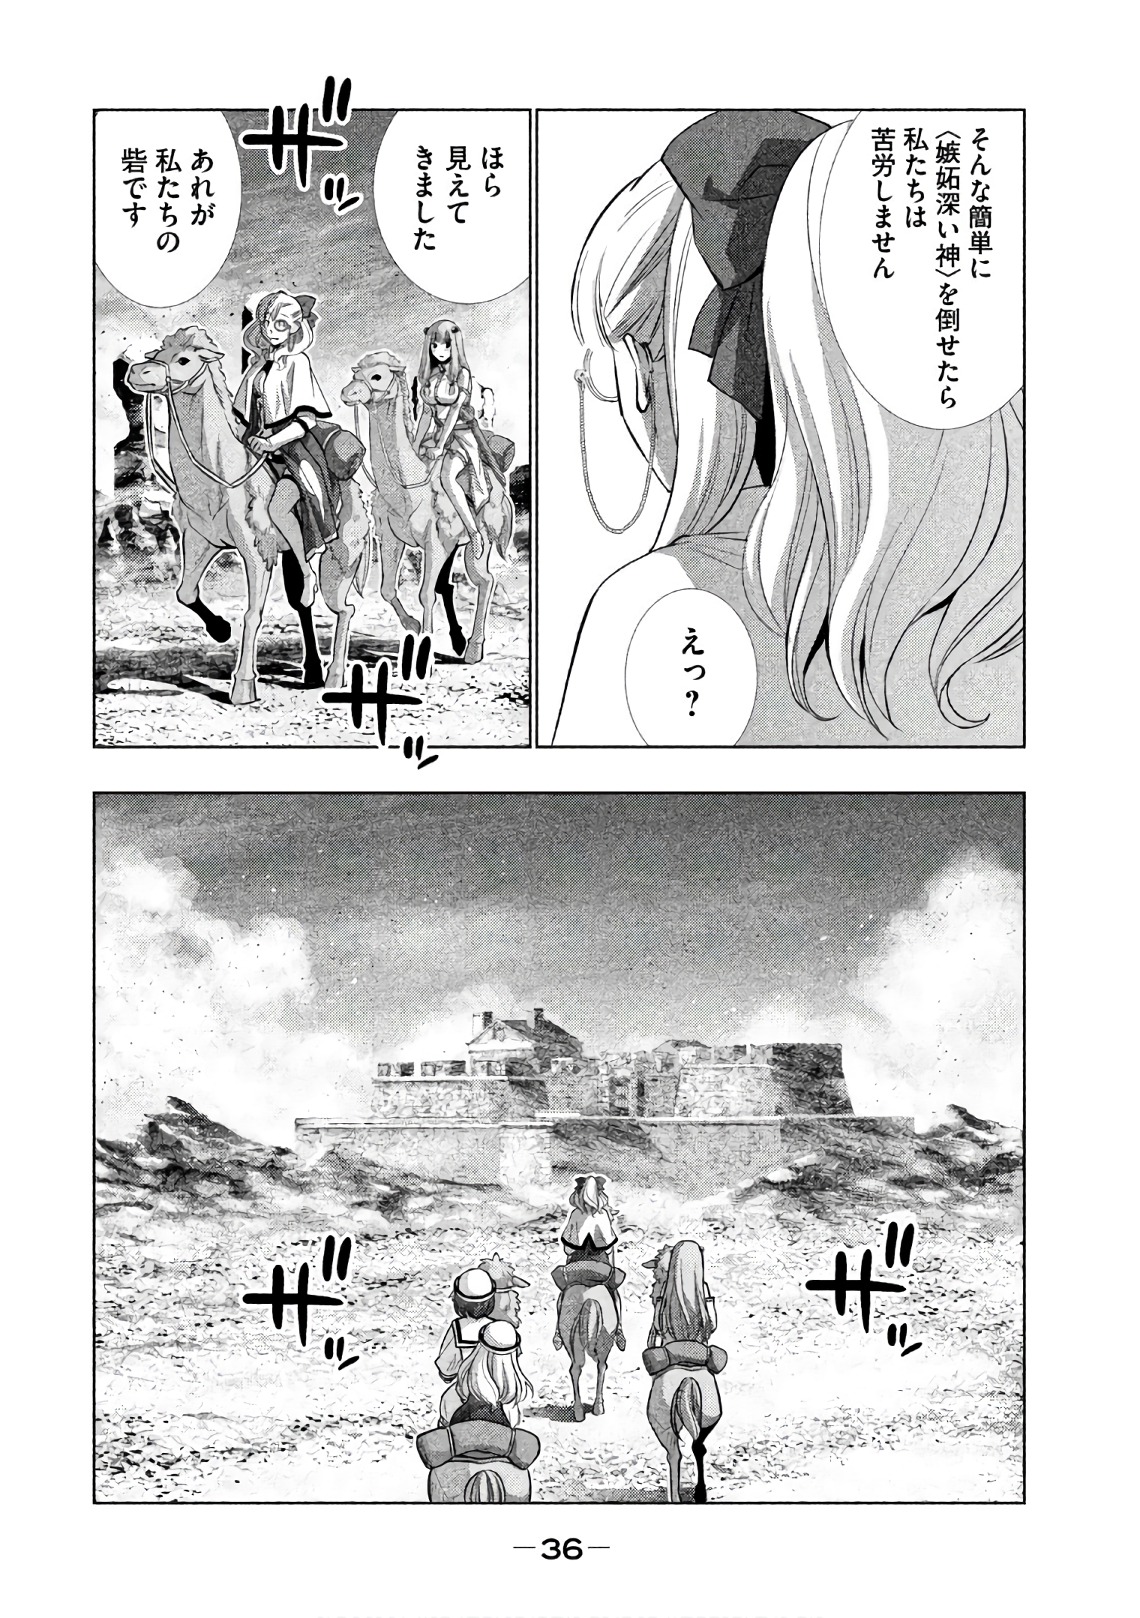 そんな簡単に
〈嫉妬深い神〉を倒せたら
私たちは
苦労しません
えっ？
ほら
見えて
きました
あれが
私たちの
砦です
ザッ
ザッ
ザッ
ザッ
―36―